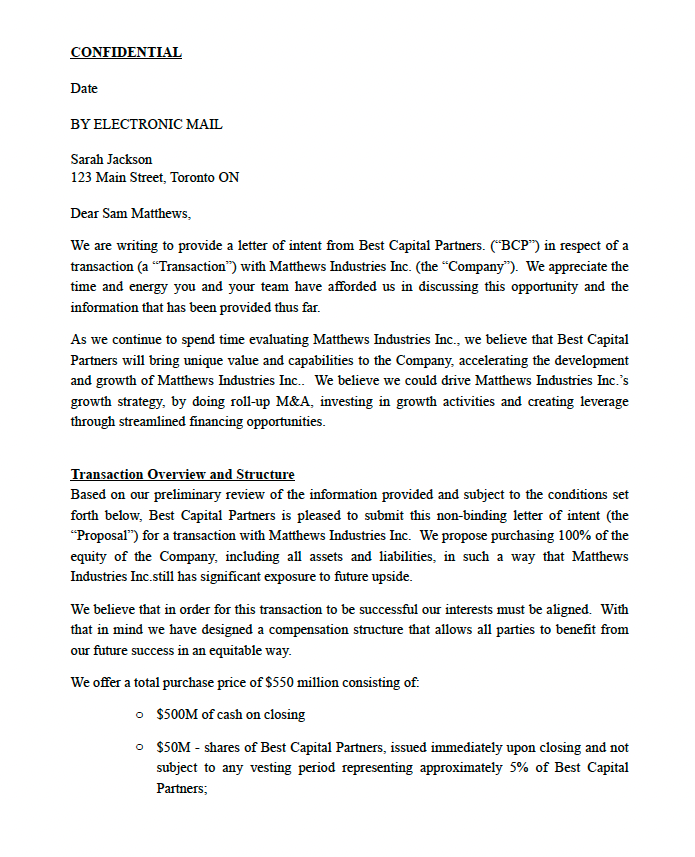 CONFIDENTIAL
Date
BY ELECTRONIC MAIL
Sarah Jackson
123 Main Street, Toronto ON
Dear Sam Matthews,
We are writing to provide a letter of intent from Best Capital Partners. (“BCP”) in respect of a
transaction (a “Transaction”) with Matthews Industries Inc. (the “Company”). We appreciate the
time and energy you and your team have afforded us in discussing this opportunity and the
information that has been provided thus far.
As we continue to spend time evaluating Matthews Industries Inc., we believe that Best Capital
Partners will bring unique value and capabilities to the Company, accelerating the development
and growth of Matthews Industries Inc.. We believe we could drive Matthews Industries Inc.’s
growth strategy, by doing roll-up M&A, investing in growth activities and creating leverage
through streamlined financing opportunities.
Transaction Overview and Structure
Based on our preliminary review of the information provided and subject to the conditions set
forth below, Best Capital Partners is pleased to submit this non-binding letter of intent (the
“Proposal”) for a transaction with Matthews Industries Inc. We propose purchasing 100% of the
equity of the Company, including all assets and liabilities, in such a way that Matthews
Industries Inc.still has significant exposure to future upside.
We believe that in order for this transaction to be successful our interests must be aligned. With
that in mind we have designed a compensation structure that allows all parties to benefit from
our future success in an equitable way.
We offer a total purchase price of $550 million consisting of:
○ $500M of cash on closing
○ $50M - shares of Best Capital Partners, issued immediately upon closing and not
subject to any vesting period representing approximately 5% of Best Capital
Partners;